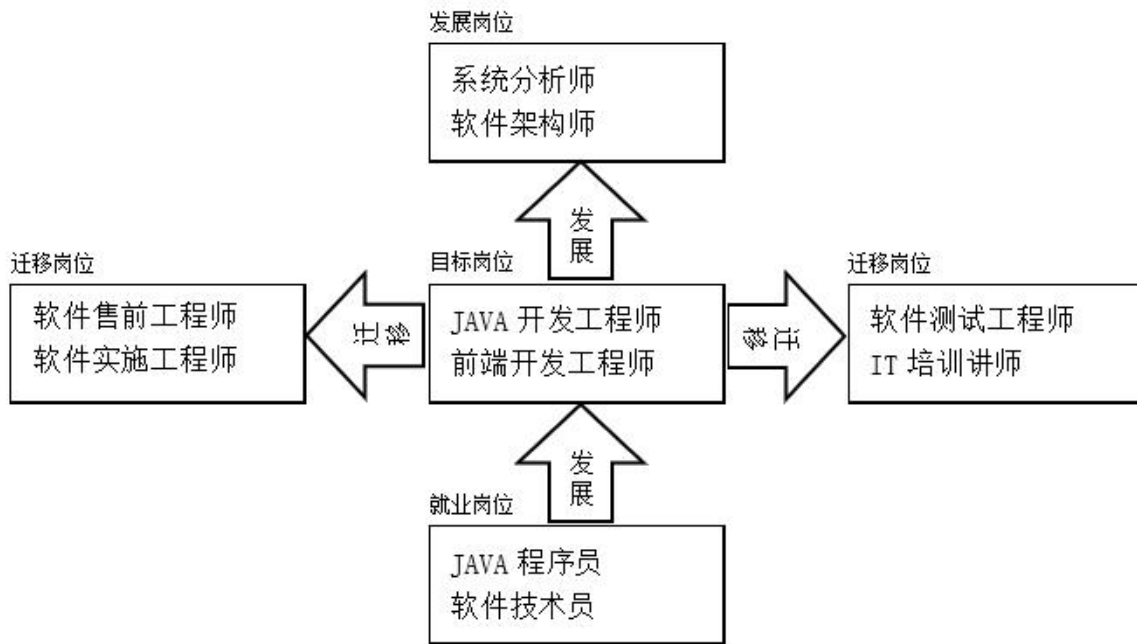 发展岗位
系统分析师
软件架构师
发展
迁移岗位
软件售前工程师
软件实施工程师
迁移
目标岗位
JAVA 开发工程师
前端开发工程师
迁移
迁移岗位
软件测试工程师
IT 培训讲师
发展
就业岗位
JAVA 程序员
软件技术员